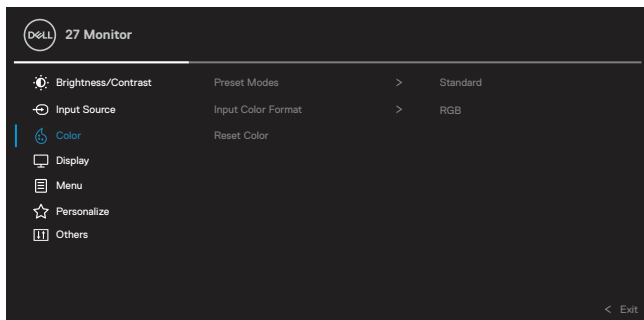 DELL 27 Monitor
Brightness/Contrast Preset Modes > Standard
Input Source Input Color Format > RGB
Color Reset Color
Display
Menu
Personalize
Others
< Exit